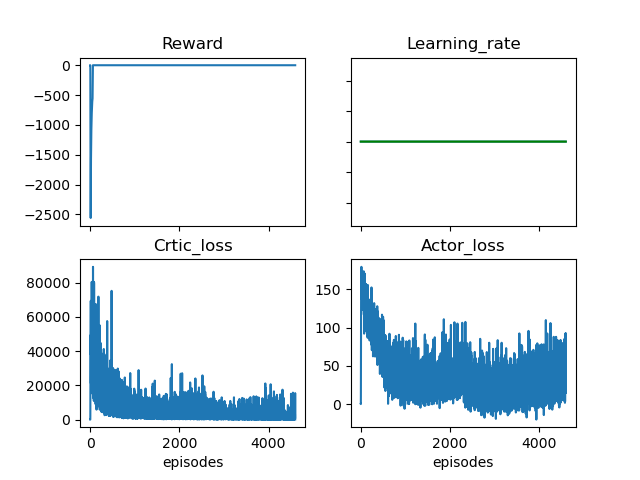 Reward
Learning_rate
0
−500
−1000
−1500
−2000
−2500
Crtic_loss
Actor_loss
80000
60000
40000
20000
0
150
100
50
0
0 2000 4000
0 2000 4000
episodes
episodes